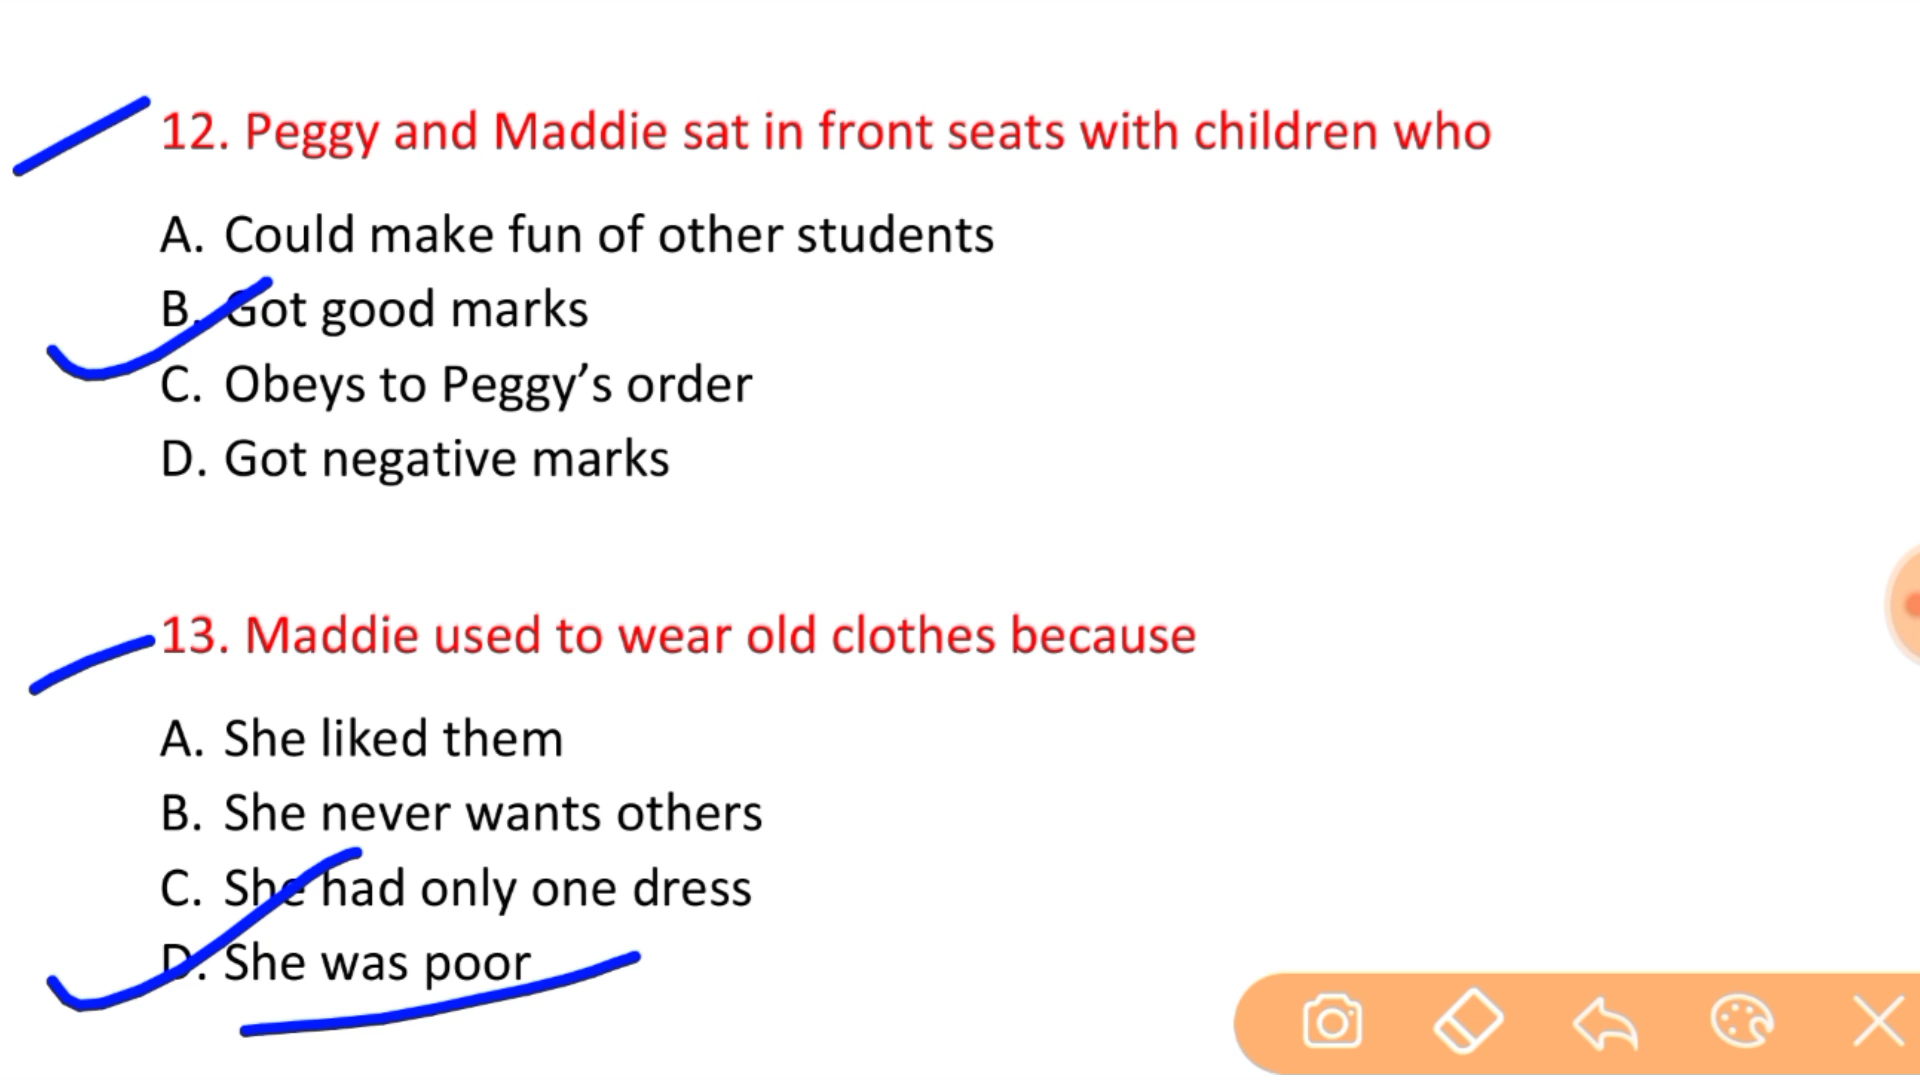 12. Peggy and Maddie sat in front seats with children who
A. Could make fun of other students
B. Got good marks
C. Obeys to Peggy’s order
D. Got negative marks
13. Maddie used to wear old clothes because
A. She liked them
B. She never wants others
C. She had only one dress
D. She was poor